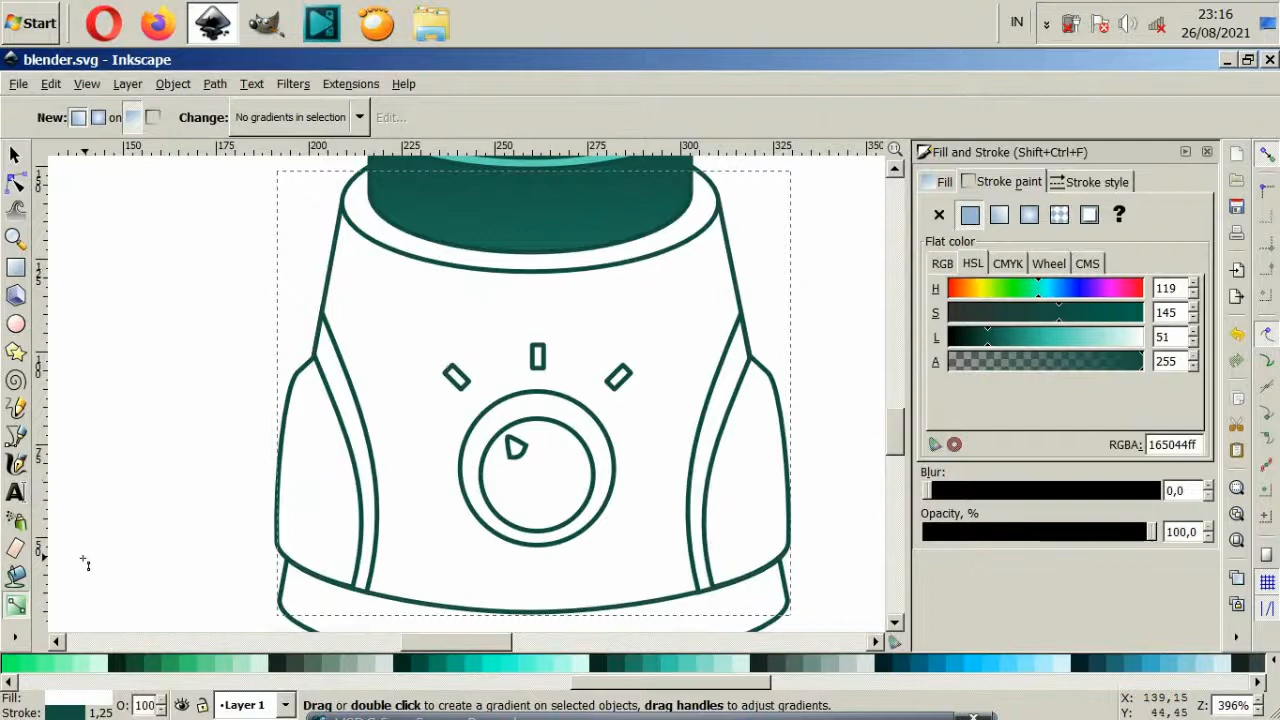 Start
IN
23:16
26/08/2021
blender.svg - Inkscape
File Edit View Layer Object Path Text Filters Extensions Help
New: on Change: No gradients in selection Edit...
150 200 225 250 275 300 325 350
Fill and Stroke (Shift+Ctrl+F)
Fill Stroke paint Stroke style
?
Flat color
RGB HSL CMYK Wheel CMS
H 119
S 145
L 51
A 255
RGBA: 165044ff
Blur:
0,0
Opacity, %
100,0
Fill:
Stroke: 1,25
O: 100
Layer 1
Drag or double click to create a gradient on selected objects, drag handles to adjust gradients.
X: 139,15
Y: 44,45
Z: 396%